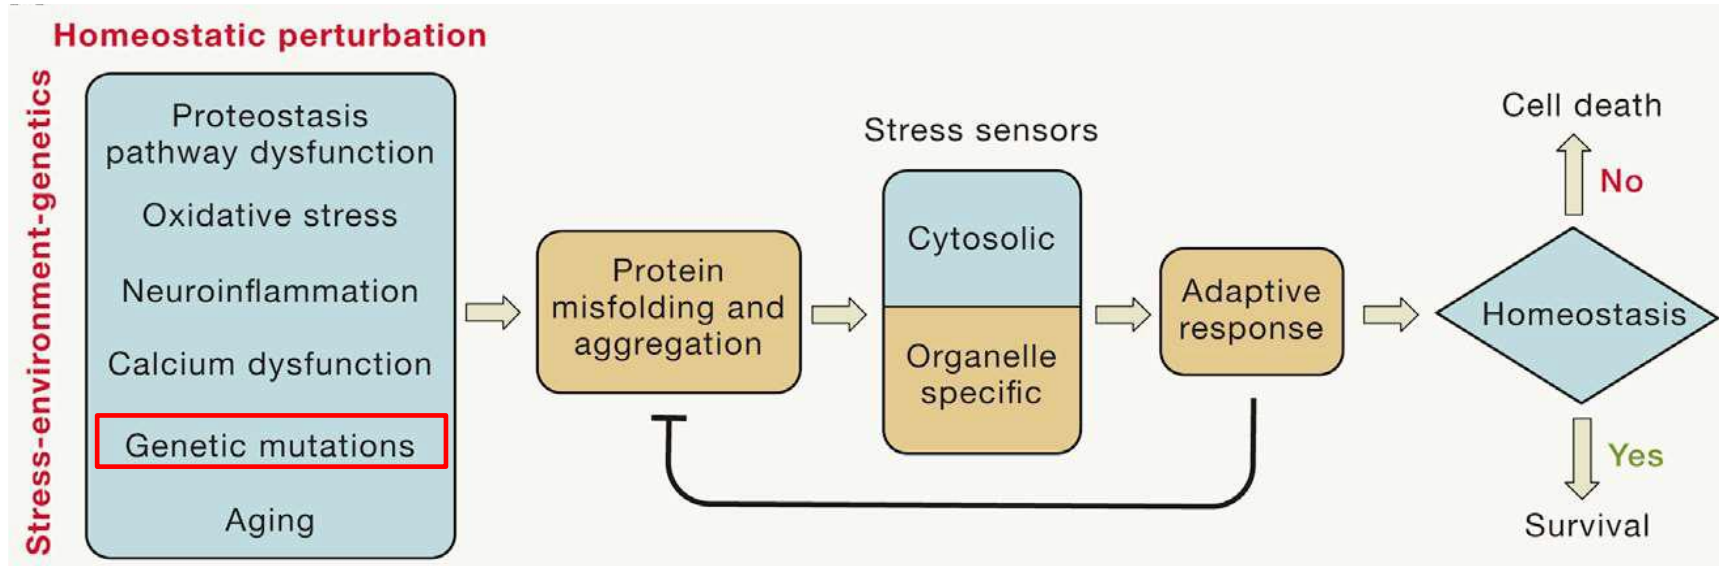 Homeostatic perturbation
Stress-environment-genetics
Proteostasis
pathway dysfunction
Oxidative stress
Neuroinflammation
Calcium dysfunction
Genetic mutations
Aging
Protein
misfolding and
aggregation
Stress sensors
Cytosolic
Organelle
specific
Adaptive
response
Cell death
No
Homeostasis
Yes
Survival